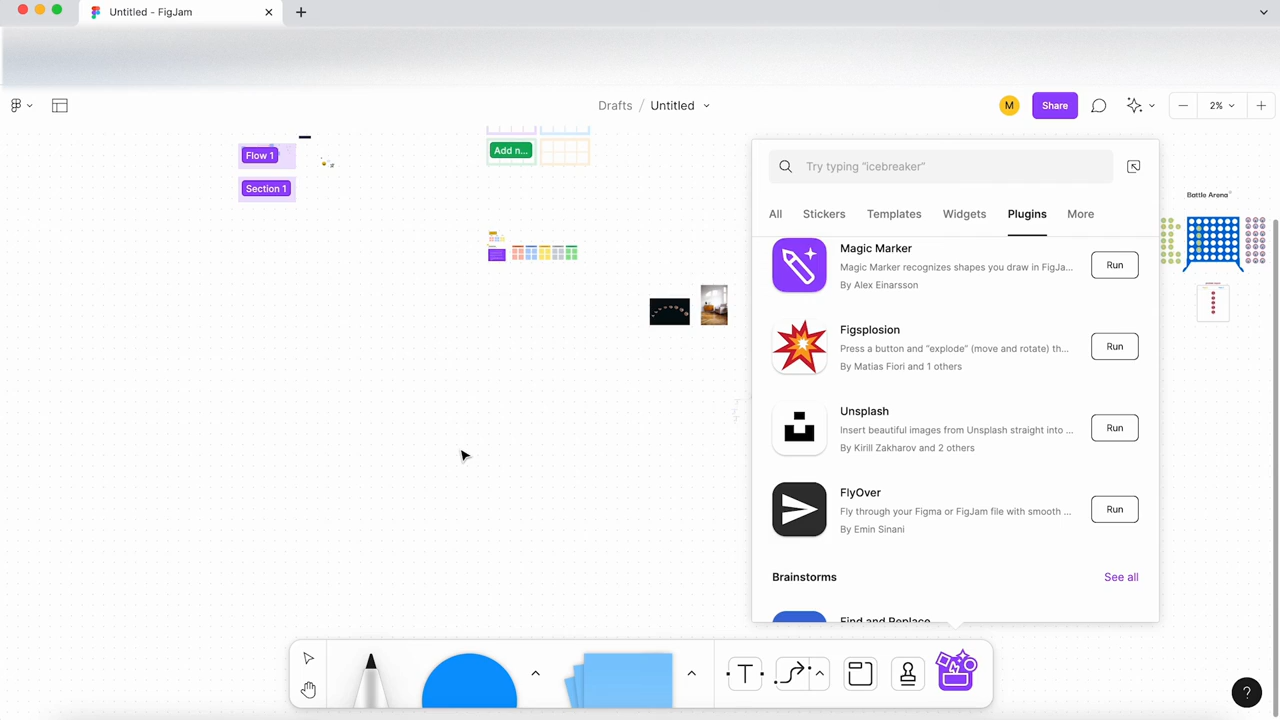 Untitled - FigJam
Drafts / Untitled
M
Share
2%
Flow 1
Section 1
Add n...
Battle Arena
Try typing "icebreaker"
All
Stickers
Templates
Widgets
Plugins
More
Magic Marker
Magic Marker recognizes shapes you draw in FigJa...
By Alex Einarsson
Run
Figsplosion
Press a button and "explode" (move and rotate) th...
By Matias Fiori and 1 others
Run
Unsplash
Insert beautiful images from Unsplash straight into ...
By Kirill Zakharov and 2 others
Run
FlyOver
Fly through your Figma or FigJam file with smooth ...
By Emin Sinani
Run
Brainstorms
See all
Find and Replace
T
?